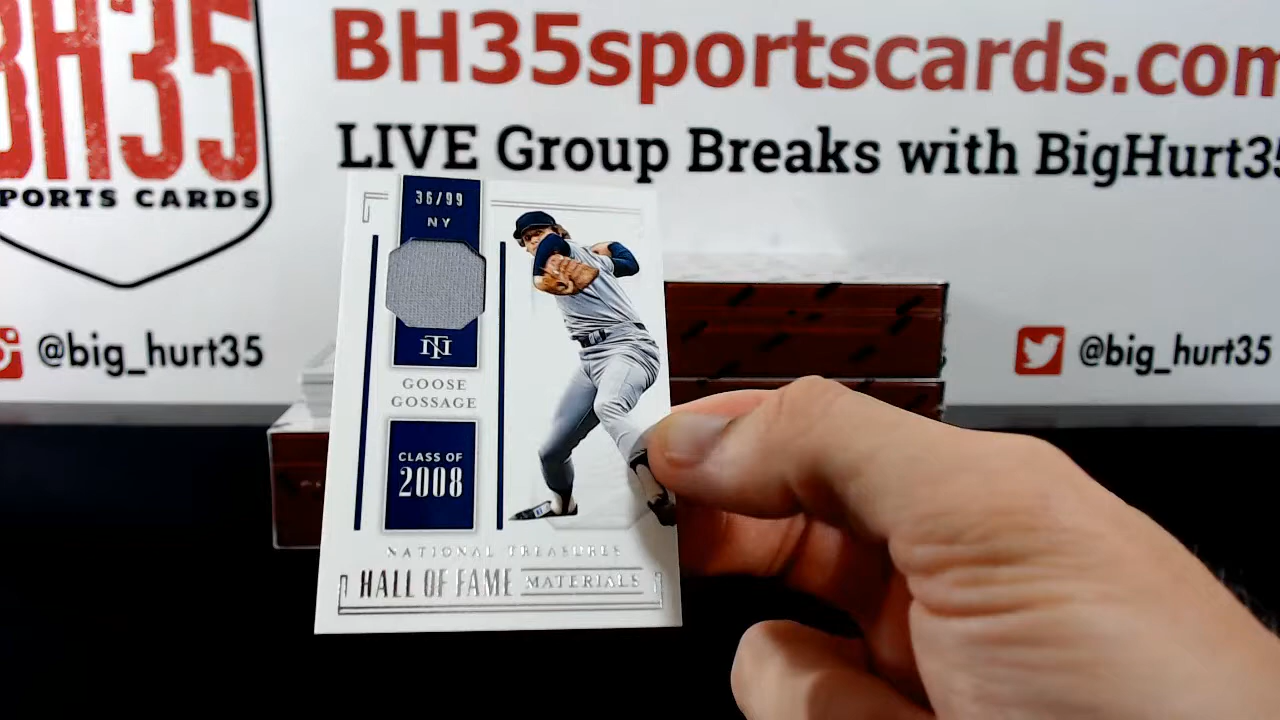 BH35
SPORTS CARDS
BH35sportscards.com
LIVE Group Breaks with BigHurt35
@big_hurt35
@big_hurt35
36/99
NY
NT
GOOSE
GOSSAGE
CLASS OF
2008
NATIONAL TREASURES
HALL OF FAME MATERIALS